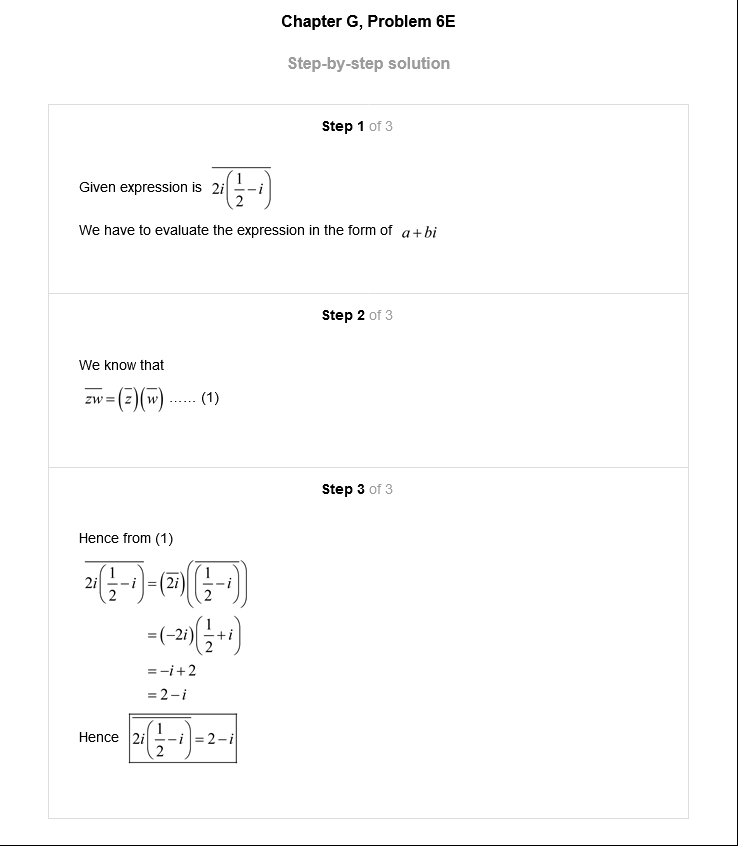 Chapter G, Problem 6E
Step-by-step solution
Step 1 of 3
Given expression is $\overline{2i\left(\frac{1}{2}-i\right)}$
We have to evaluate the expression in the form of $a+bi$
Step 2 of 3
We know that
$\overline{zw}=\left(\overline{z}\right)\left(\overline{w}\right)$ ...... (1)
Step 3 of 3
Hence from (1)
$\overline{2i\left(\frac{1}{2}-i\right)}=\left(\overline{2i}\right)\left(\overline{\left(\frac{1}{2}-i\right)}\right)$
$=(-2i)\left(\frac{1}{2}+i\right)$
$=-i+2$
$=2-i$
Hence $\overline{2i\left(\frac{1}{2}-i\right)}=2-i$